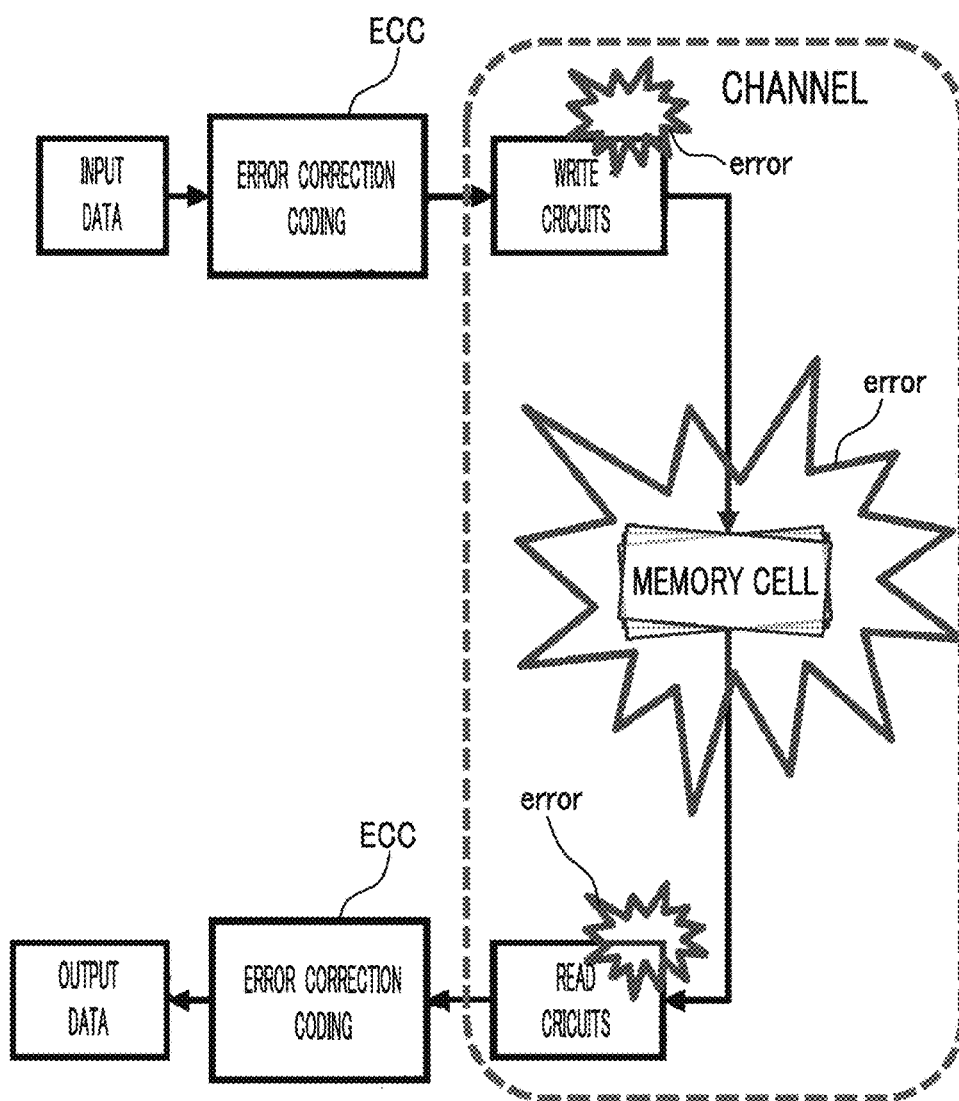 ECC
CHANNEL
INPUT
DATA
ERROR CORRECTION
CODING
WRITE
CRICUITS
error
error
MEMORY CELL
error
ECC
OUTPUT
DATA
ERROR CORRECTION
CODING
READ
CRICUITS